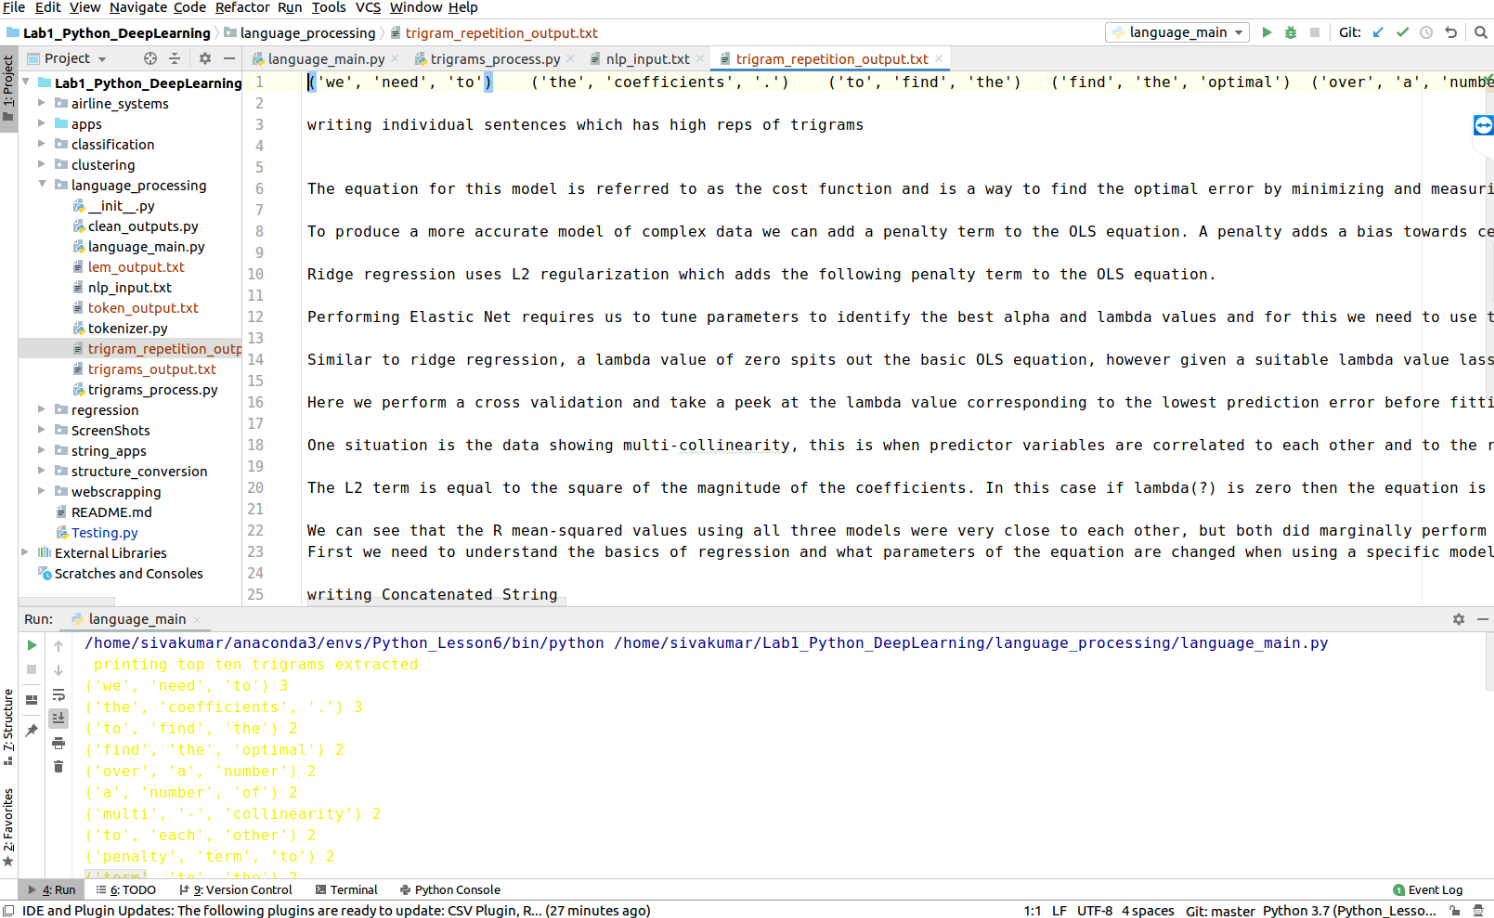 File Edit View Navigate Code Refactor Run Tools VCS Window Help
Lab1_Python_DeepLearning language_processing trigram_repetition_output.txt language_main Git:
Project language_main.py trigrams_process.py nlp_input.txt trigram_repetition_output.txt
1: Project
Lab1_Python_DeepLearning
airline_systems
apps
classification
clustering
language_processing
__init__.py
clean_outputs.py
language_main.py
lem_output.txt
nlp_input.txt
token_output.txt
tokenizer.py
trigram_repetition_outp
trigrams_output.txt
trigrams_process.py
regression
ScreenShots
string_apps
structure_conversion
webscrapping
README.md
Testing.py
External Libraries
Scratches and Consoles
1 ('we', 'need', 'to') ('the', 'coefficients', '.') ('to', 'find', 'the') ('find', 'the', 'optimal') ('over', 'a', 'numbe
2
3 writing individual sentences which has high reps of trigrams
4
5
6 The equation for this model is referred to as the cost function and is a way to find the optimal error by minimizing and measuri
7
8 To produce a more accurate model of complex data we can add a penalty term to the OLS equation. A penalty adds a bias towards ce
9
10 Ridge regression uses L2 regularization which adds the following penalty term to the OLS equation.
11
12 Performing Elastic Net requires us to tune parameters to identify the best alpha and lambda values and for this we need to use t
13
14 Similar to ridge regression, a lambda value of zero spits out the basic OLS equation, however given a suitable lambda value lass
15
16 Here we perform a cross validation and take a peek at the lambda value corresponding to the lowest prediction error before fitti
17
18 One situation is the data showing multi-collinearity, this is when predictor variables are correlated to each other and to the r
19
20 The L2 term is equal to the square of the magnitude of the coefficients. In this case if lambda(?) is zero then the equation is
21
22 We can see that the R mean-squared values using all three models were very close to each other, but both did marginally perform
23 First we need to understand the basics of regression and what parameters of the equation are changed when using a specific model
24
25 writing Concatenated String
Run: language_main
/home/sivakumar/anaconda3/envs/Python_Lesson6/bin/python /home/sivakumar/Lab1_Python_DeepLearning/language_processing/language_main.py
printing top ten trigrams extracted
('we', 'need', 'to') 3
('the', 'coefficients', '.') 3
('to', 'find', 'the') 2
('find', 'the', 'optimal') 2
('over', 'a', 'number') 2
('a', 'number', 'of') 2
('multi', '-', 'collinearity') 2
('to', 'each', 'other') 2
('penalty', 'term', 'to') 2
('term', 'to', 'the') 2
7: Structure
2: Favorites
4: Run 6: TODO 9: Version Control Terminal Python Console 1 Event Log
IDE and Plugin Updates: The following plugins are ready to update: CSV Plugin, R... (27 minutes ago) 1:1 LF UTF-8 4 spaces Git: master Python 3.7 (Python_Lesso...